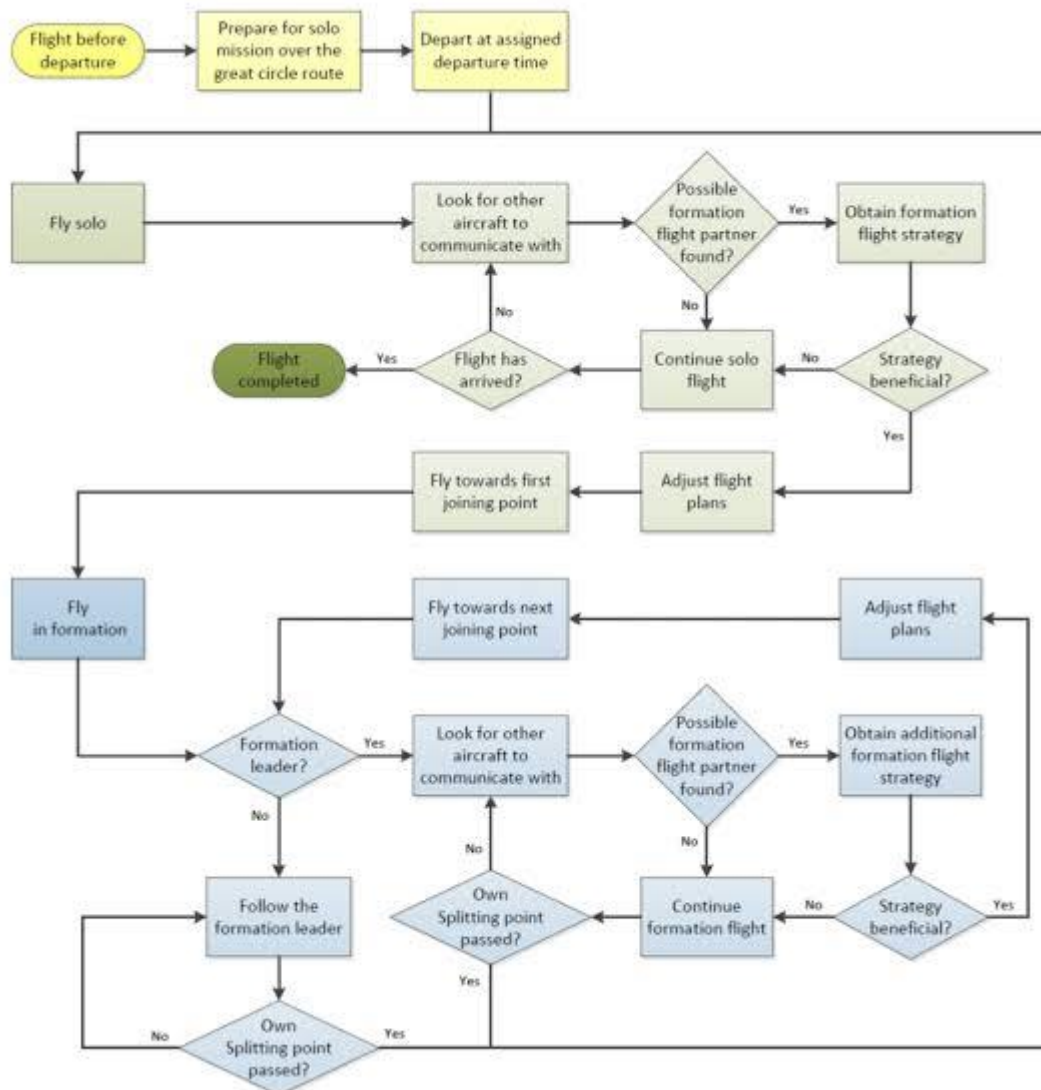 Flight before
departure
Prepare for solo
mission over the
great circle route
Depart at assigned
departure time
Fly solo
Look for other
aircraft to
communicate with
Possible
formation
flight partner
found?
Yes
Obtain formation
flight strategy
No
No
Flight
completed
Yes
Flight has
arrived?
Continue solo
flight
No
Strategy
beneficial?
Yes
Fly towards first
joining point
Adjust flight
plans
Fly
in formation
Fly towards next
joining point
Adjust flight
plans
Formation
leader?
Yes
Look for other
aircraft to
communicate with
Possible
formation
flight partner
found?
Yes
Obtain additional
formation flight
strategy
No
No
No
Follow the
formation leader
Own
Splitting point
passed?
Continue
formation flight
No
Strategy
beneficial?
Yes
Yes
No
Own
Splitting point
passed?
Yes